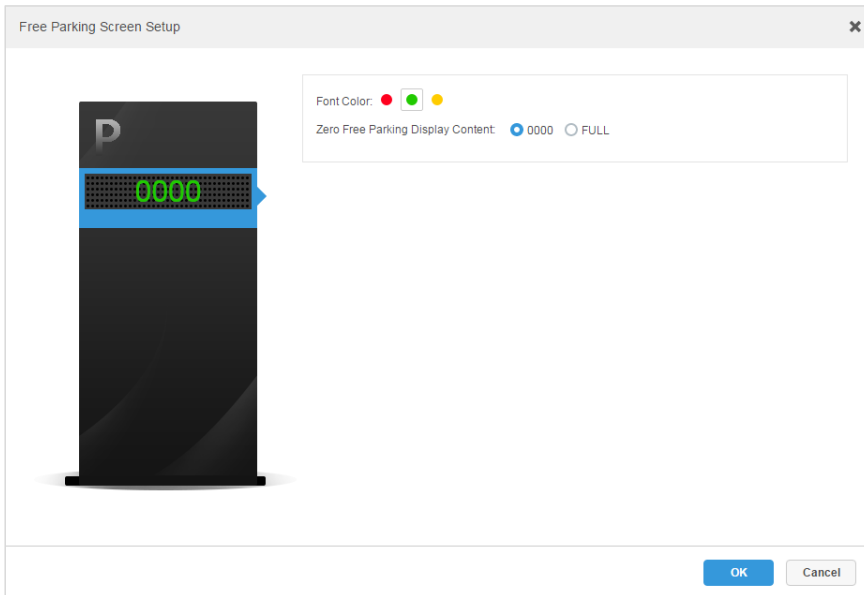 Free Parking Screen Setup
P
0000
Font Color:
Zero Free Parking Display Content: 0000 FULL
OK Cancel